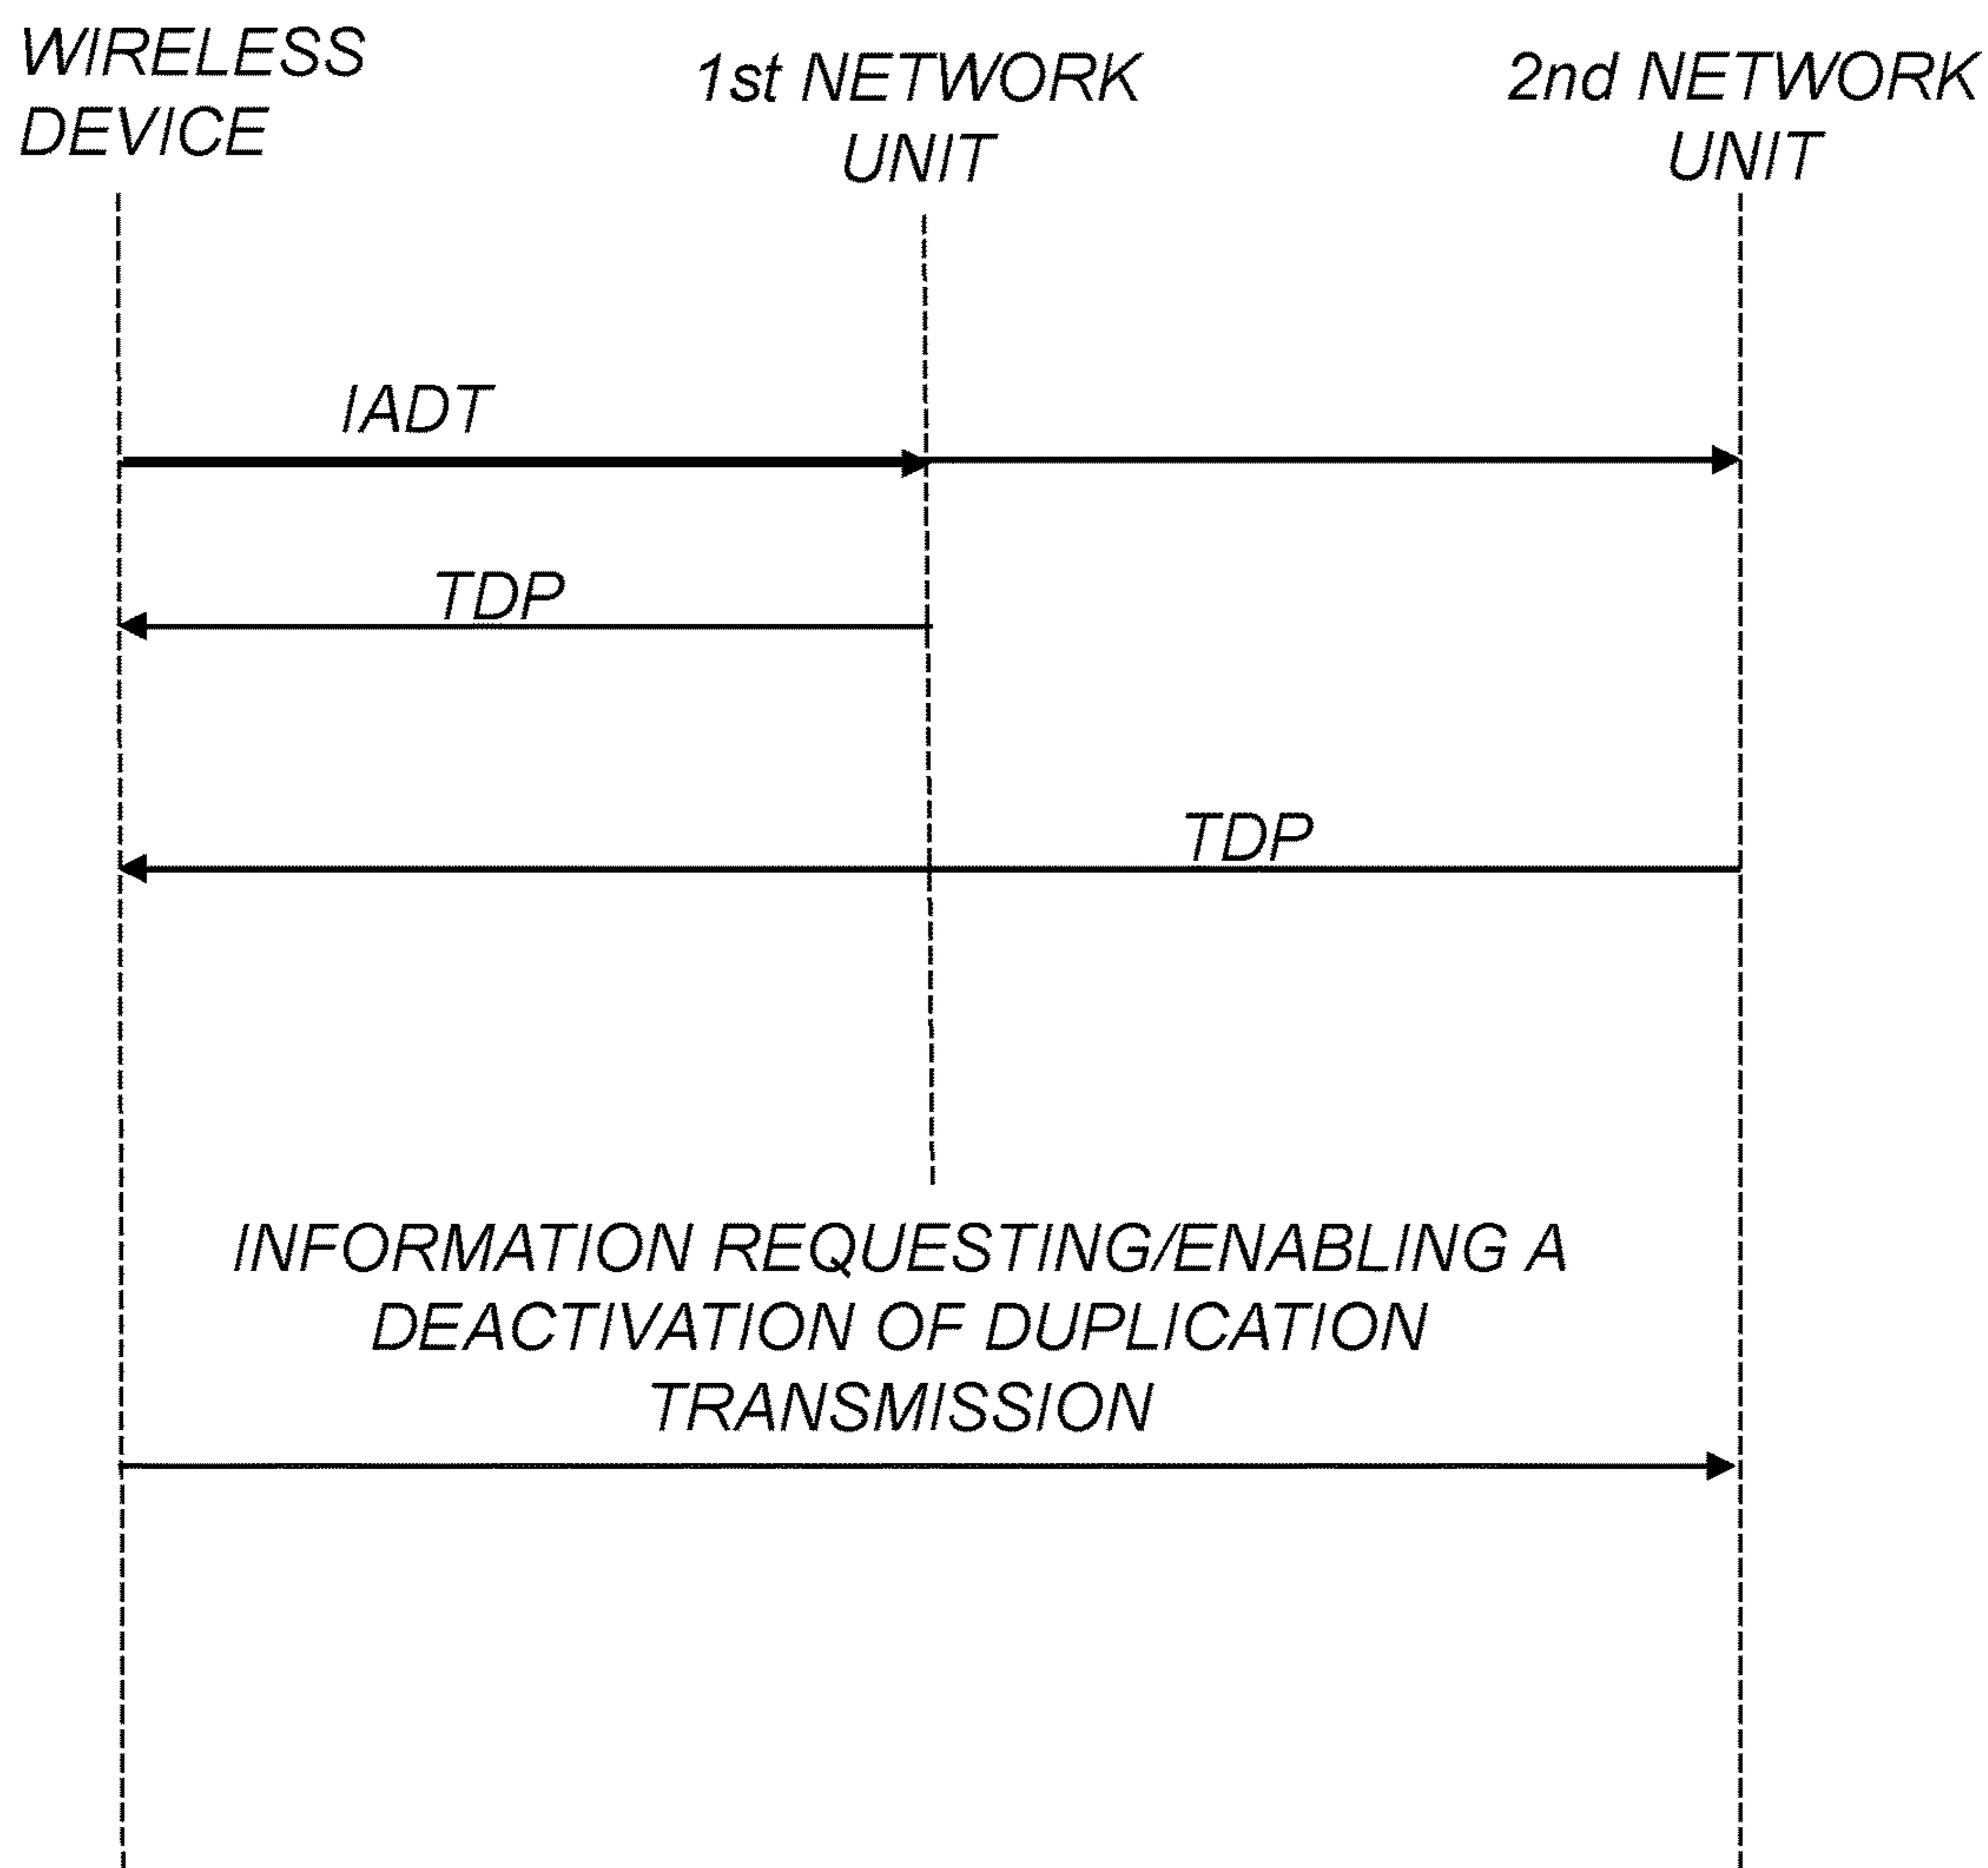 WIRELESS
DEVICE
1st NETWORK
UNIT
2nd NETWORK
UNIT
IADT
TDP
TDP
INFORMATION REQUESTING/ENABLING A
DEACTIVATION OF DUPLICATION
TRANSMISSION